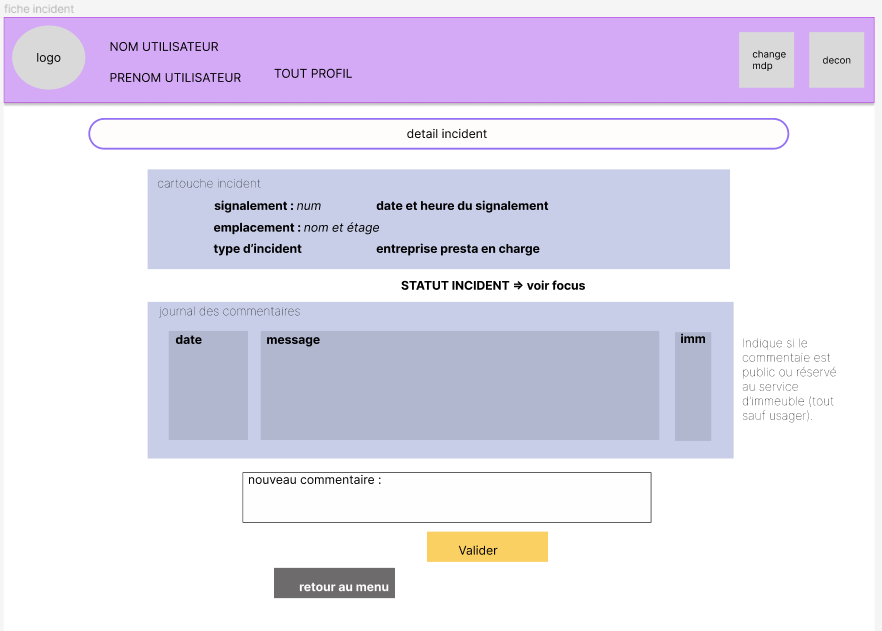 fiche incident
logo
NOM UTILISATEUR
PRENOM UTILISATEUR
TOUT PROFIL
change
mdp
decon
detail incident
cartouche incident
signalement : num
date et heure du signalement
emplacement : nom et étage
type d'incident
entreprise presta en charge
STATUT INCIDENT => voir focus
journal des commentaires
date
message
imm
Indique si le
commentaie est
public ou réservé
au service
d'immeuble (tout
sauf usager).
nouveau commentaire :
Valider
retour au menu